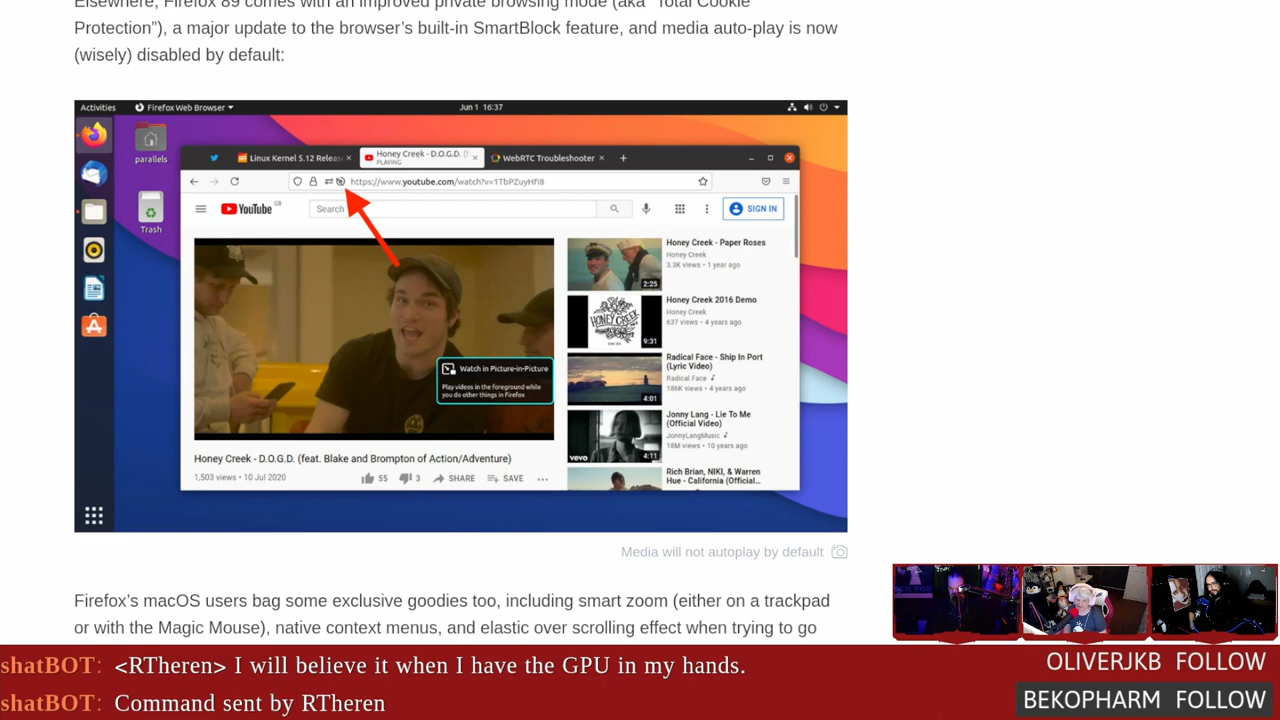 Elsewhere, Firefox 89 comes with an improved private browsing mode (aka “Total Cookie
Protection”), a major update to the browser’s built-in SmartBlock feature, and media auto-play is now
(wisely) disabled by default:
Activities Firefox Web Browser Jun 1 16:37
parallels
Trash
Linux Kernel 5.12 Releas Honey Creek - D.O.G.D. ( WebRTC Troubleshooter
PLAYING
https://www.youtube.com/watch?v=1TbPZuyHfi8
YouTube GB Search SIGN IN
Watch in Picture-in-Picture
Play videos in the foreground while
you do other things in Firefox
Honey Creek - D.O.G.D. (feat. Blake and Brompton of Action/Adventure)
1,503 views • 10 Jul 2020 55 3 SHARE SAVE
Honey Creek - Paper Roses
Honey Creek
3.3K views • 1 year ago
2:25
Honey Creek 2016 Demo
Honey Creek
637 views • 4 years ago
HONEY CREEK
9:31
Radical Face - Ship In Port
(Lyric Video)
Radical Face
186K views • 4 years ago
4:01
Jonny Lang - Lie To Me
(Official Video)
JonnyLangMusic
18M views • 10 years ago
vevo 4:11
Rich Brian, NIKI, & Warren
Hue - California (Official...
Media will not autoplay by default
Firefox’s macOS users bag some exclusive goodies too, including smart zoom (either on a trackpad
or with the Magic Mouse), native context menus, and elastic over scrolling effect when trying to go
shatBOT: <RTheren> I will believe it when I have the GPU in my hands.
shatBOT: Command sent by RTheren
OLIVERJKB FOLLOW
BEKOPHARM FOLLOW